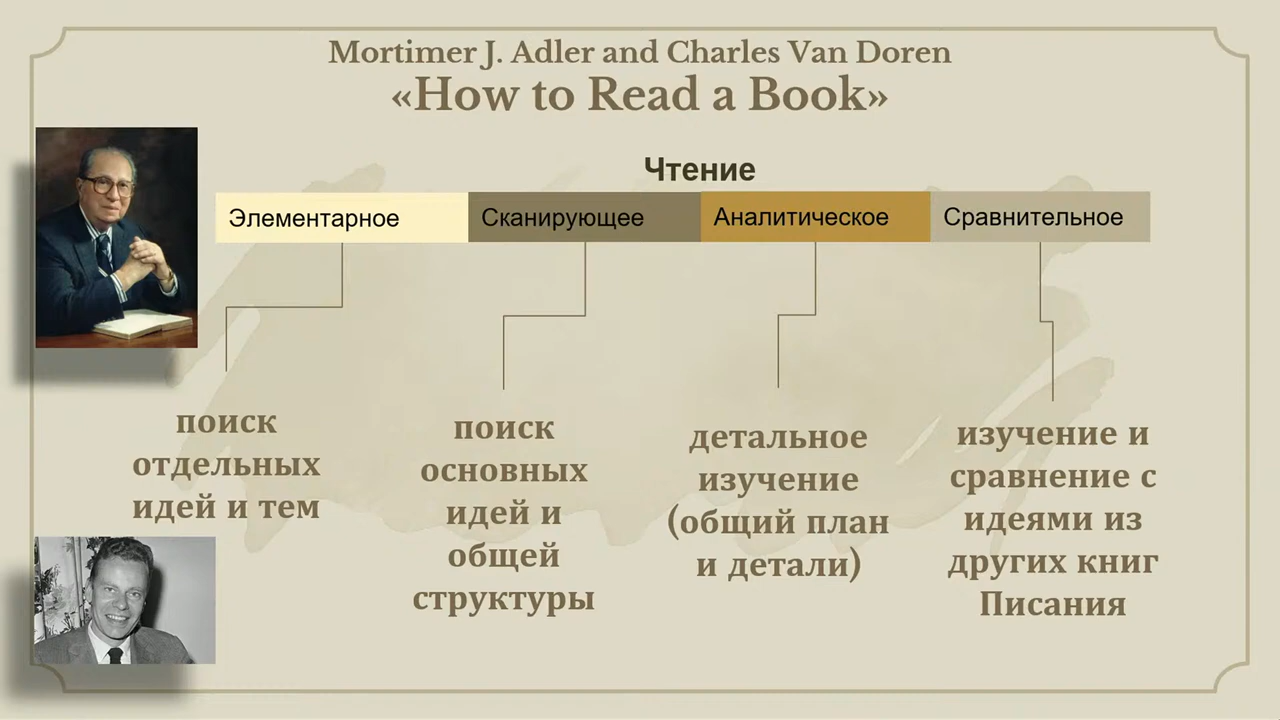 Mortimer J. Adler and Charles Van Doren
«How to Read a Book»
Чтение
Элементарное
Сканирующее
Аналитическое
Сравнительное
поиск
отдельных
идей и тем
поиск
основных
идей и
общей
структуры
детальное
изучение
(общий план
и детали)
изучение и
сравнение с
идеями из
других книг
Писания